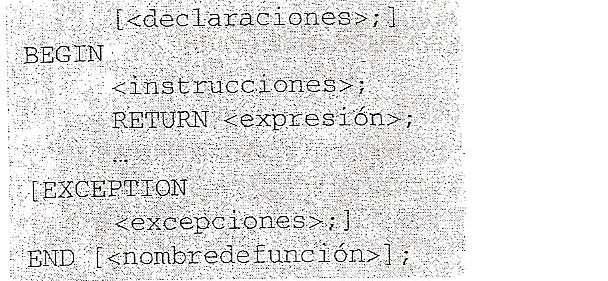 [<declaraciones>;]
BEGIN
<instrucciones>;
RETURN <expresión>;
...
[EXCEPTION
<excepciones>;]
END [<nombredefunción>];